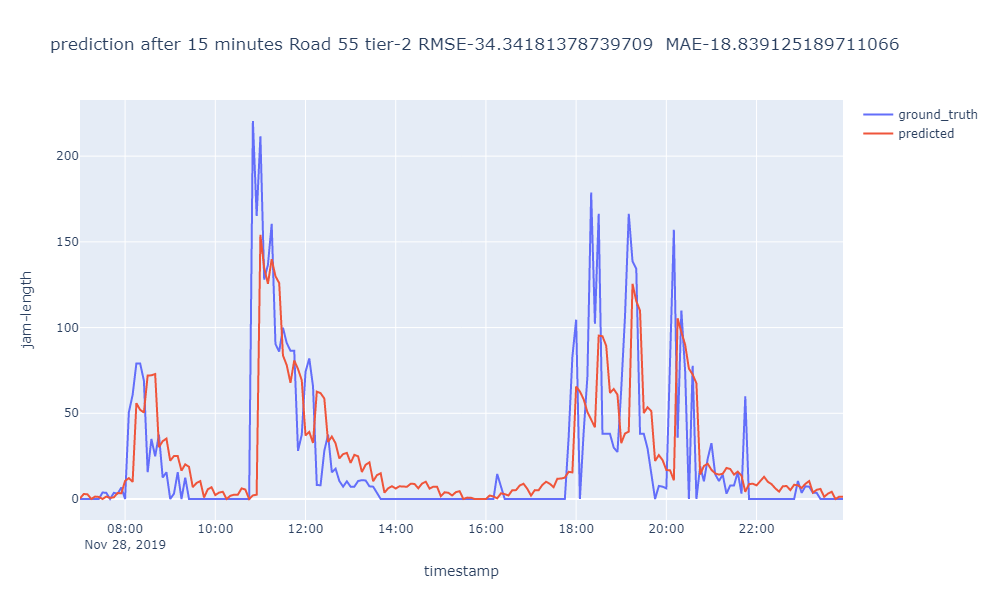 prediction after 15 minutes Road 55 tier-2 RMSE-34.34181378739709  MAE-18.839125189711066
ground_truth
predicted
200
150
100
50
0
jam-length
08:00 10:00 12:00 14:00 16:00 18:00 20:00 22:00
Nov 28, 2019
timestamp